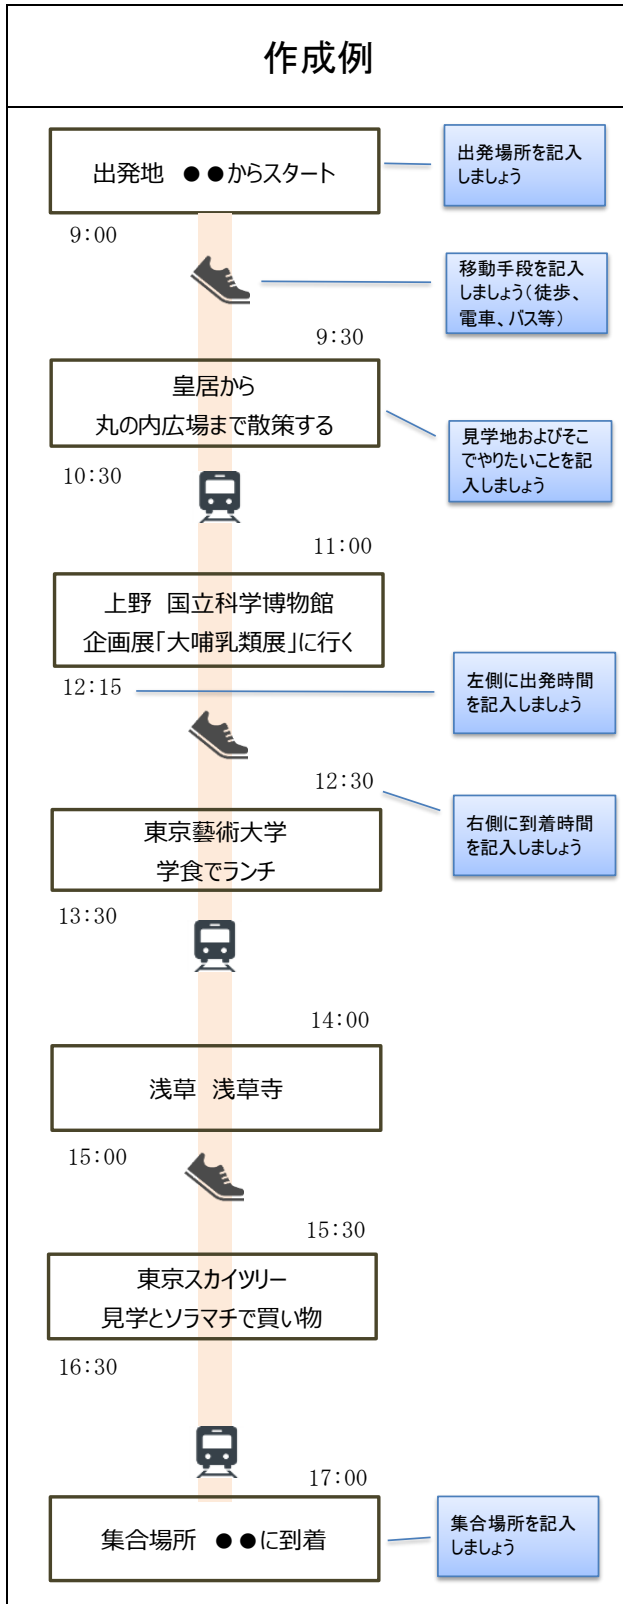 作成例
出発地　●●からスタート
出発場所を記入
しましょう
9：00
移動手段を記入
しましょう（徒歩、
電車、バス等）
9：30
皇居から
丸の内広場まで散策する
見学地およびそこ
でやりたいことを記
入しましょう
10：30
11：00
上野　国立科学博物館
企画展「大哺乳類展」に行く
12：15
左側に出発時間
を記入しましょう
12：30
右側に到着時間
を記入しましょう
東京藝術大学
学食でランチ
13：30
14：00
浅草　浅草寺
15：00
15：30
東京スカイツリー
見学とソラマチで買い物
16：30
17：00
集合場所　●●に到着
集合場所を記入
しましょう